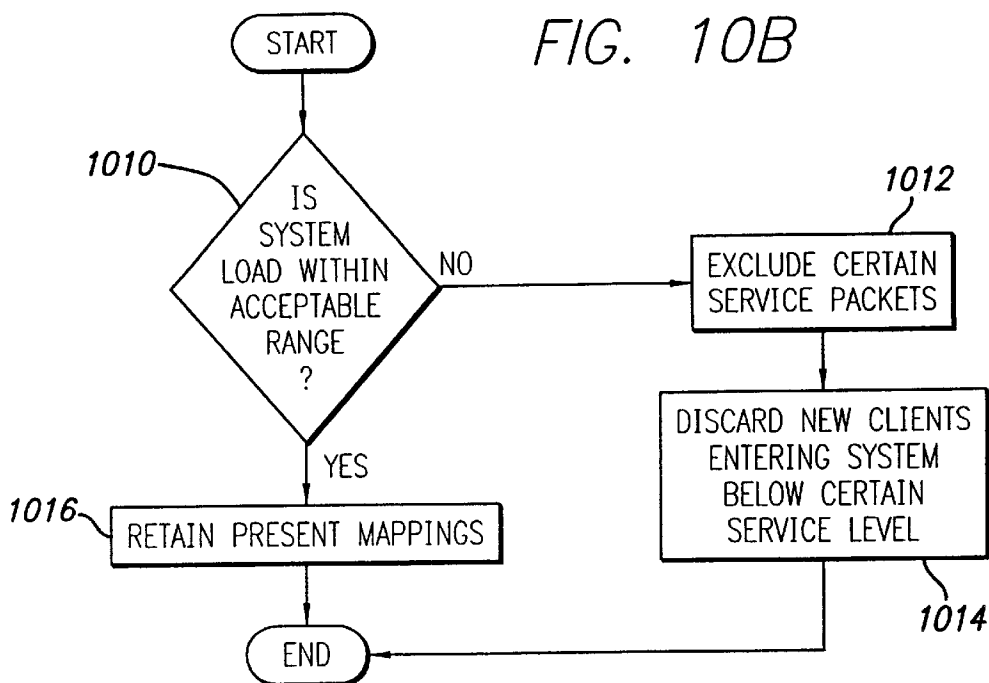 START
FIG. 10B
1010
IS
SYSTEM
LOAD WITHIN
ACCEPTABLE
RANGE
?
NO
1012
EXCLUDE CERTAIN
SERVICE PACKETS
DISCARD NEW CLIENTS
ENTERING SYSTEM
BELOW CERTAIN
SERVICE LEVEL
1014
YES
1016
RETAIN PRESENT MAPPINGS
END